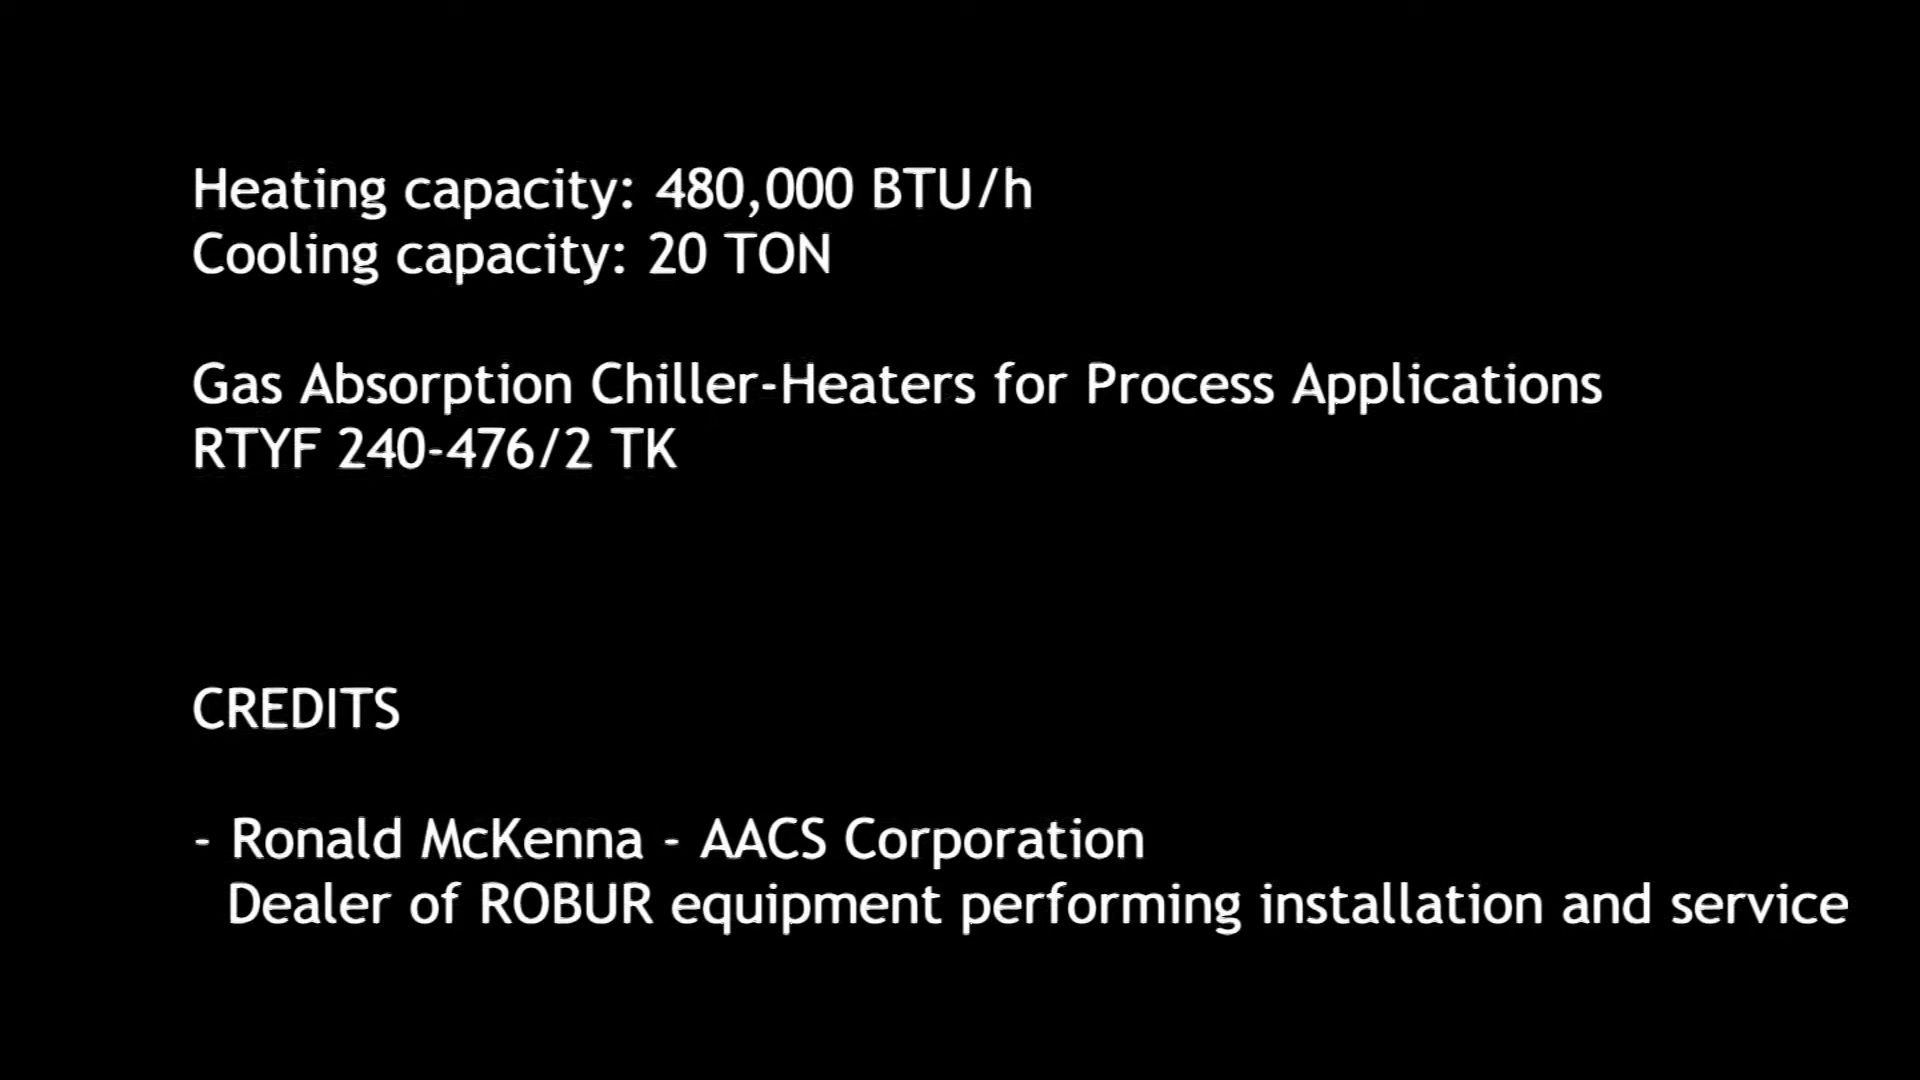 Heating capacity: 480,000 BTU/h
Cooling capacity: 20 TON
Gas Absorption Chiller-Heaters for Process Applications
RTYF 240-476/2 TK
CREDITS
- Ronald McKenna - AACS Corporation
Dealer of ROBUR equipment performing installation and service